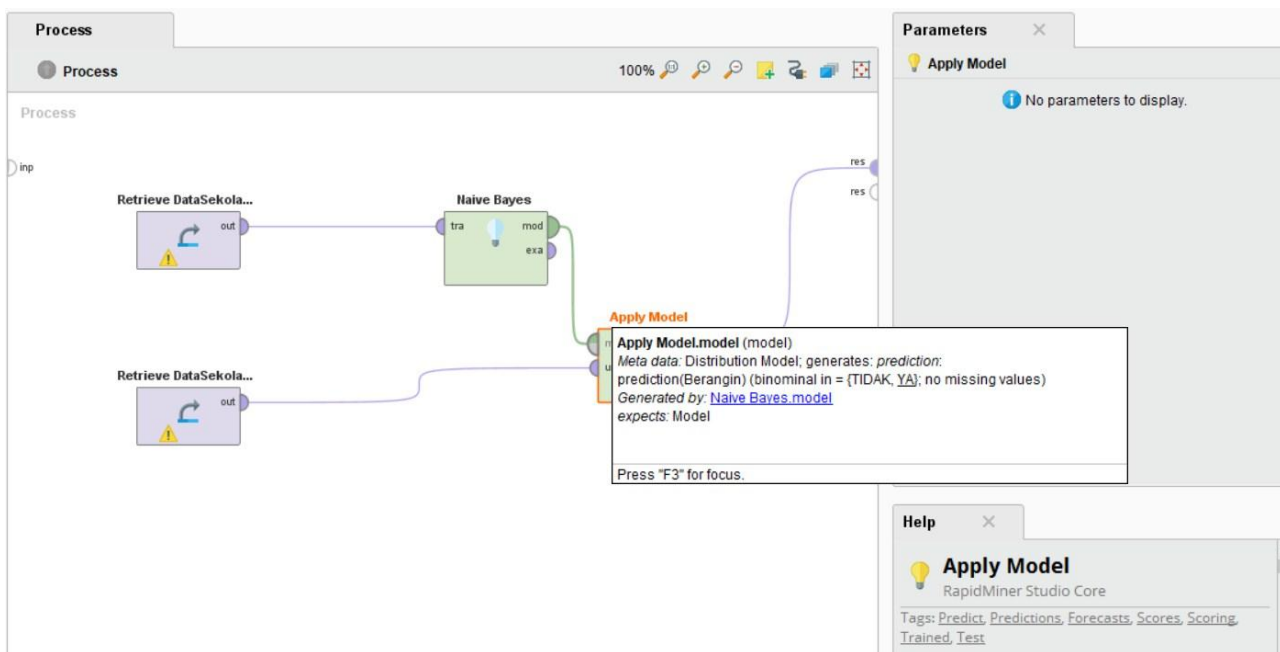 Process
Process
100%
Process
inp
res
res
Retrieve DataSekola...
out
Naive Bayes
tra
mod
exa
Apply Model
Retrieve DataSekola...
out
Apply Model.model (model)
Meta data: Distribution Model; generates: prediction:
prediction(Berangin) (binominal in = {TIDAK, YA}; no missing values)
Generated by: Naive Bayes.model
expects: Model
Press "F3" for focus.
Parameters
Apply Model
No parameters to display.
Help
Apply Model
RapidMiner Studio Core
Tags: Predict, Predictions, Forecasts, Scores, Scoring,
Trained, Test